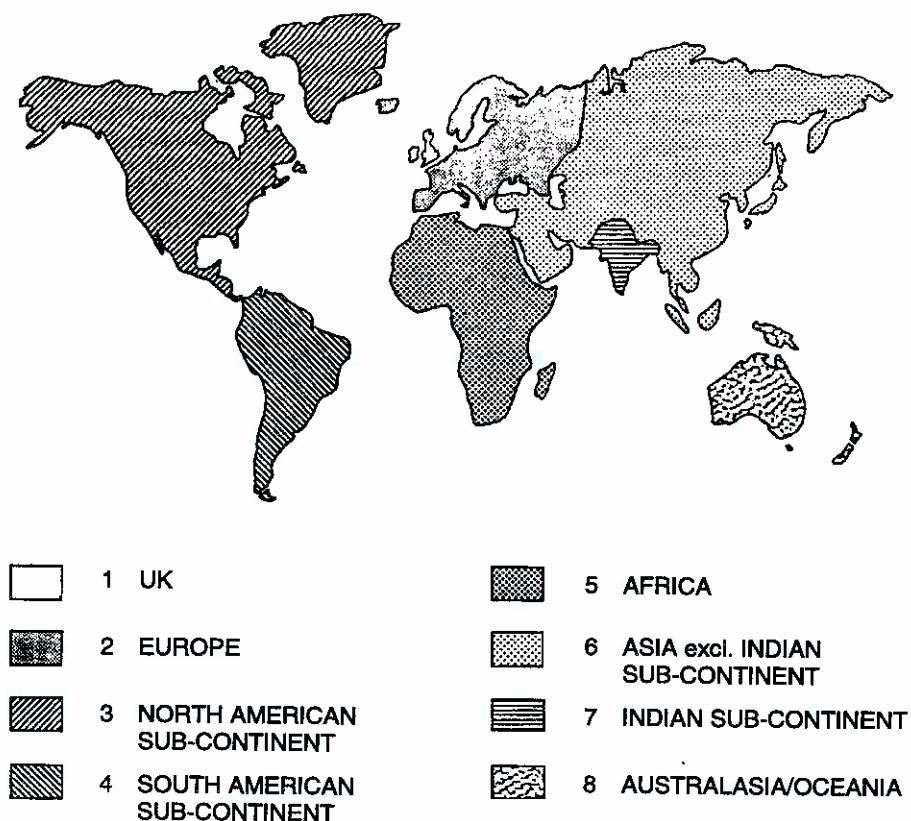 1 UK
2 EUROPE
3 NORTH AMERICAN
SUB-CONTINENT
4 SOUTH AMERICAN
SUB-CONTINENT
5 AFRICA
6 ASIA excl. INDIAN
SUB-CONTINENT
7 INDIAN SUB-CONTINENT
8 AUSTRALASIA/OCEANIA